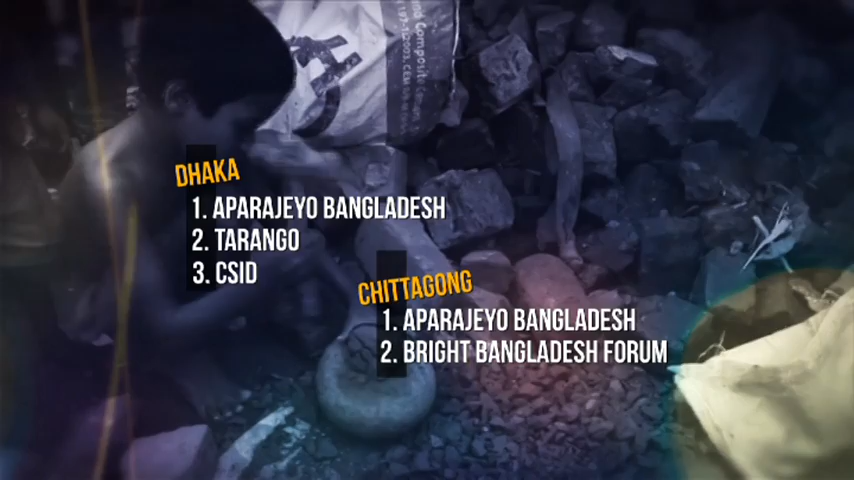 DHAKA
1. APARAJEYO BANGLADESH
2. TARANGO
3. CSID
CHITTAGONG
1. APARAJEYO BANGLADESH
2. BRIGHT BANGLADESH FORUM